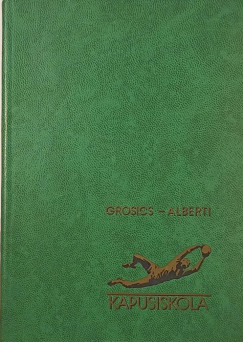 GROSICS - ALBERTI
KAPUSISKOLA